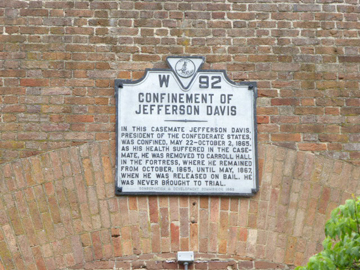 W 92
CONFINEMENT OF
JEFFERSON DAVIS
IN THIS CASEMATE JEFFERSON DAVIS,
PRESIDENT OF THE CONFEDERATE STATES,
WAS CONFINED, MAY 22–OCTOBER 2, 1865.
AS HIS HEALTH SUFFERED IN THE CASE-
MATE, HE WAS REMOVED TO CARROLL HALL
IN THE FORTRESS, WHERE HE REMAINED
FROM OCTOBER, 1865, UNTIL MAY, 1867,
WHEN HE WAS RELEASED ON BAIL. HE
WAS NEVER BROUGHT TO TRIAL.